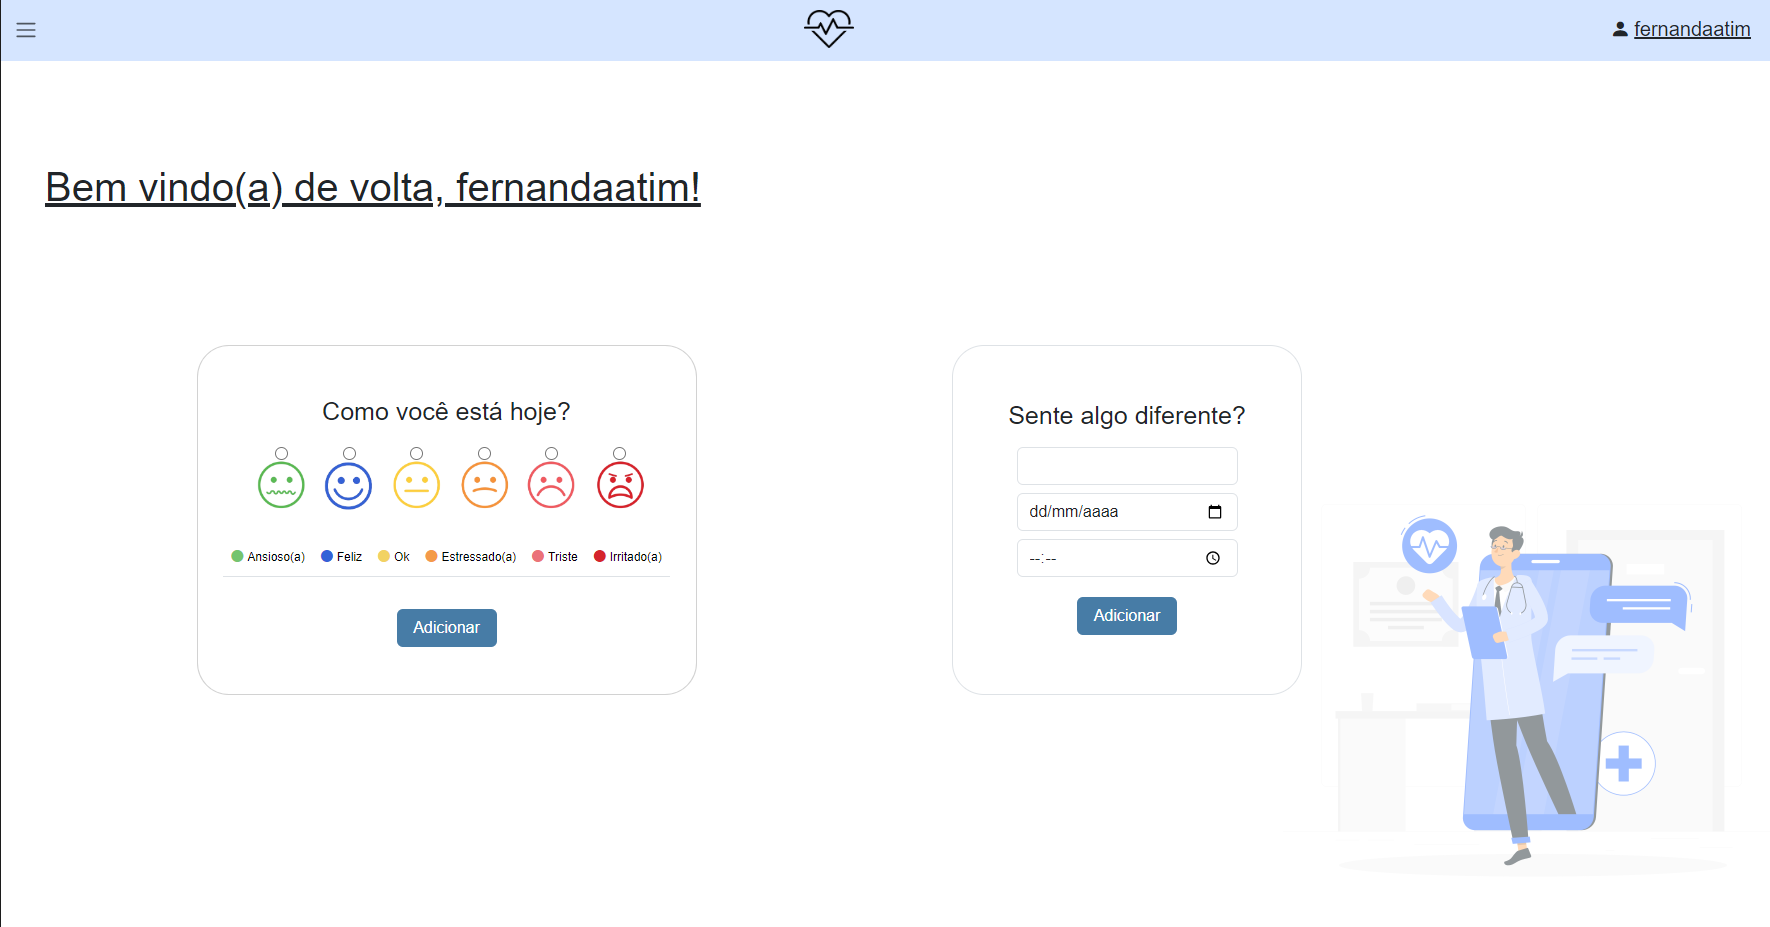 fernandaatim
Bem vindo(a) de volta, fernandaatim!
Como você está hoje?
Ansioso(a) Feliz Ok Estressado(a) Triste Irritado(a)
Adicionar
Sente algo diferente?
dd/mm/aaaa
--:--
Adicionar